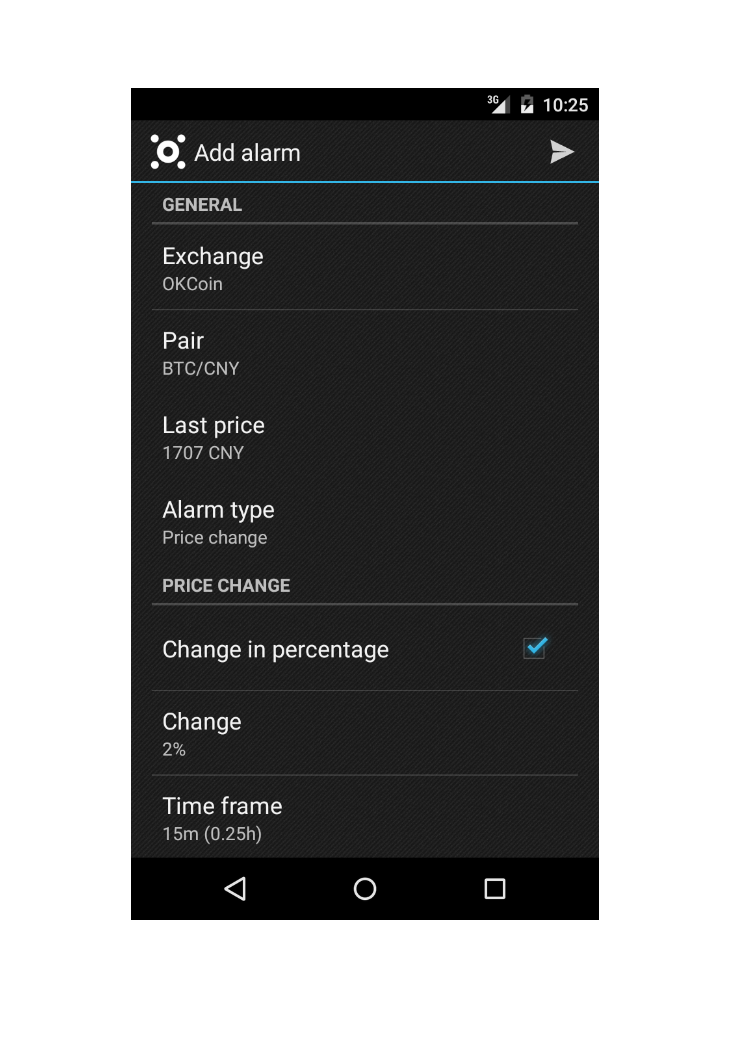 3G 10:25
Add alarm
GENERAL
Exchange
OKCoin
Pair
BTC/CNY
Last price
1707 CNY
Alarm type
Price change
PRICE CHANGE
Change in percentage
Change
2%
Time frame
15m (0.25h)